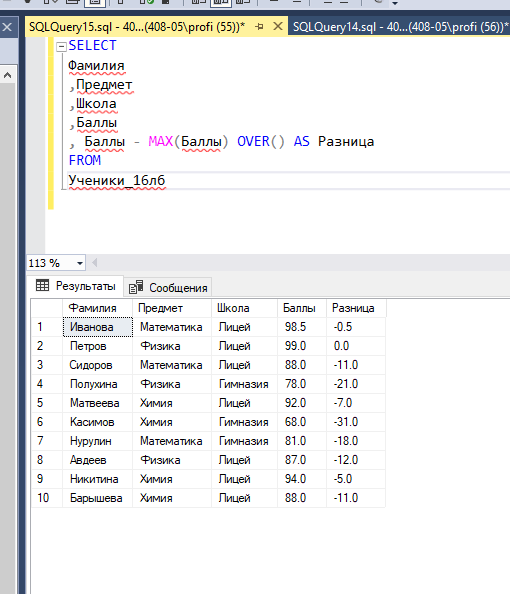 SQLQuery15.sql - 40...(408-05\profi (55))* SQLQuery14.sql - 40...(408-05\profi (56))*
SELECT
Фамилия
,Предмет
,Школа
,Баллы
, Баллы - MAX(Баллы) OVER() AS Разница
FROM
Ученики_16лб
113 %
Результаты Сообщения
Фамилия Предмет Школа Баллы Разница
1 Иванова Математика Лицей 98.5 -0.5
2 Петров Физика Лицей 99.0 0.0
3 Сидоров Математика Лицей 88.0 -11.0
4 Полухина Физика Гимназия 78.0 -21.0
5 Матвеева Химия Лицей 92.0 -7.0
6 Касимов Химия Гимназия 68.0 -31.0
7 Нурулин Математика Гимназия 81.0 -18.0
8 Авдеев Физика Лицей 87.0 -12.0
9 Никитина Химия Лицей 94.0 -5.0
10 Барышева Химия Лицей 88.0 -11.0